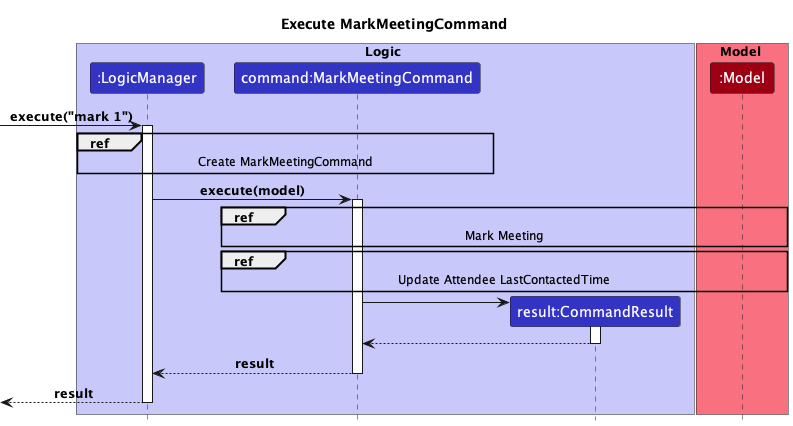 Execute MarkMeetingCommand
Logic
Model
:LogicManager
command:MarkMeetingCommand
:Model
execute("mark 1")
ref
Create MarkMeetingCommand
execute(model)
ref
Mark Meeting
ref
Update Attendee LastContactedTime
result:CommandResult
result
result